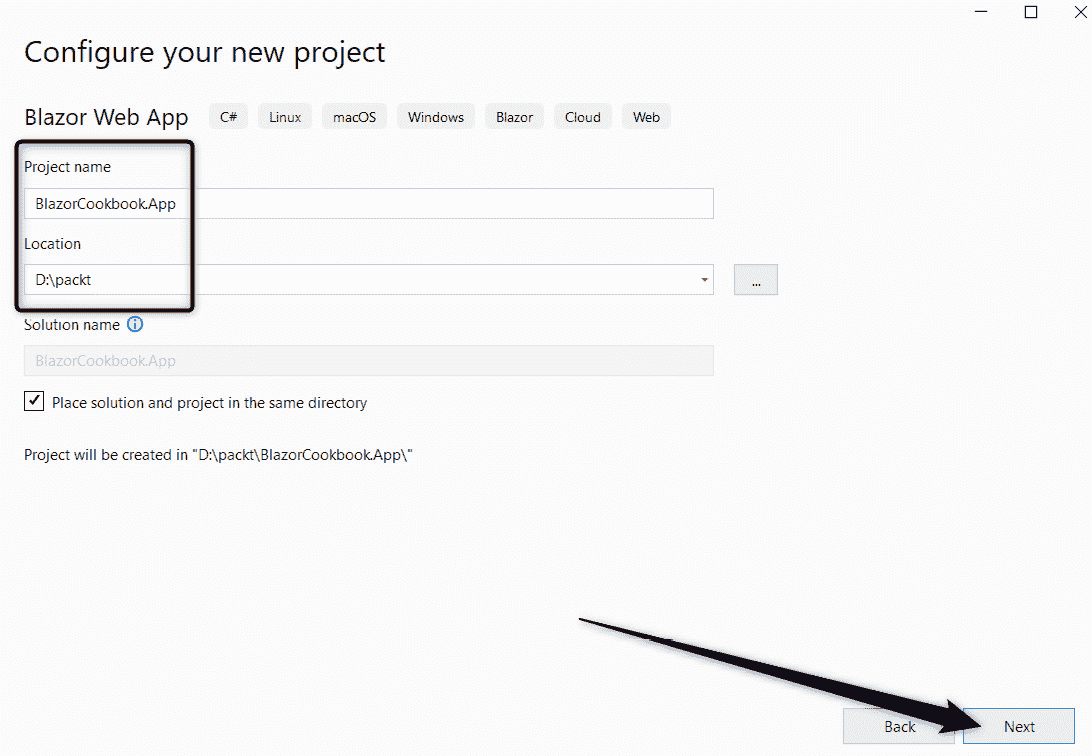 Configure your new project
Blazor Web App C# Linux macOS Windows Blazor Cloud Web
Project name
BlazorCookbook.App
Location
D:\packt
...
Solution name
BlazorCookbook.App
Place solution and project in the same directory
Project will be created in "D:\packt\BlazorCookbook.App\"
Back Next